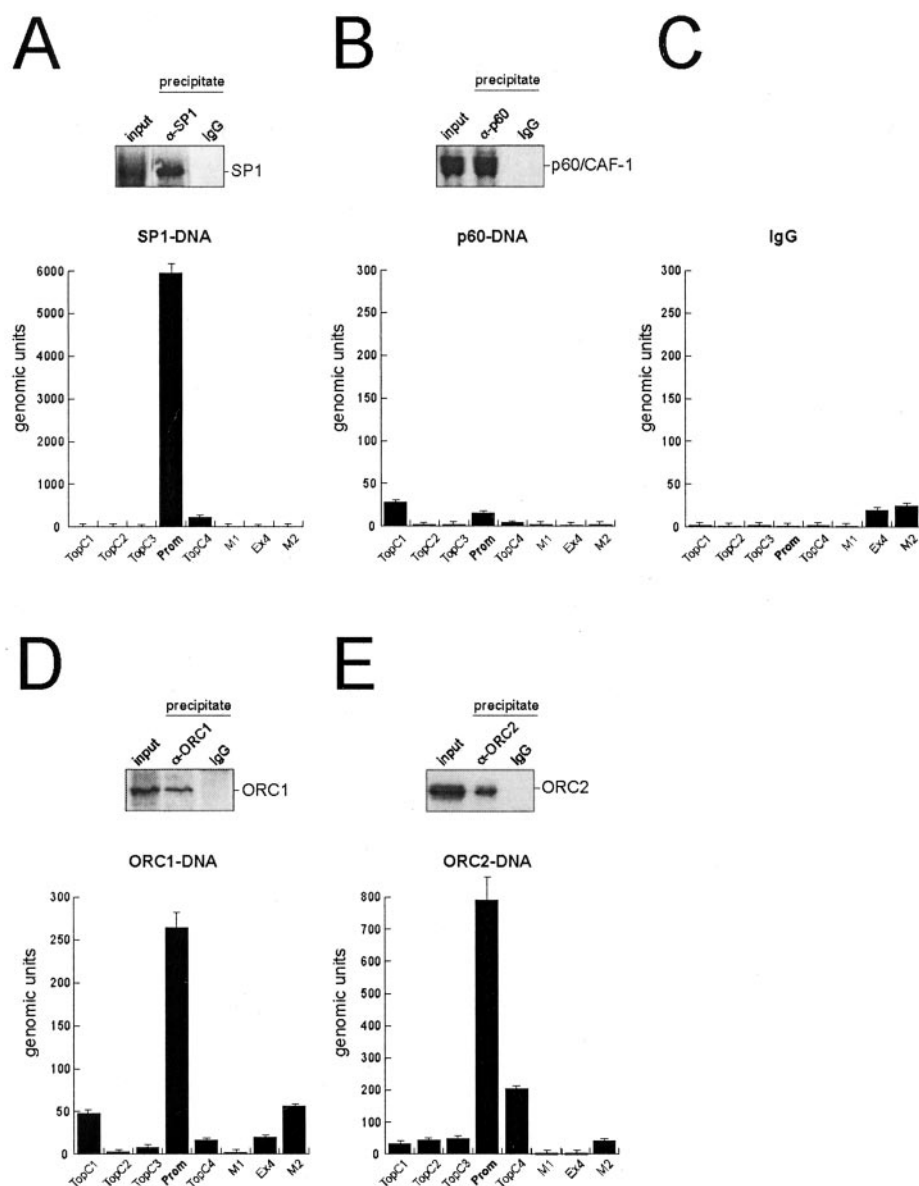 A
precipitate
input α-SP1 IgG
SP1
SP1-DNA
genomic units
6000
5000
4000
3000
2000
1000
0
TopC1 TopC2 TopC3 Prom TopC4 M1 Ex4 M2
B
precipitate
input α-p60 IgG
p60/CAF-1
p60-DNA
genomic units
300
250
200
150
100
50
0
TopC1 TopC2 TopC3 Prom TopC4 M1 Ex4 M2
C
IgG
genomic units
300
250
200
150
100
50
0
TopC1 TopC2 TopC3 Prom TopC4 M1 Ex4 M2
D
precipitate
input α-ORC1 IgG
ORC1
ORC1-DNA
genomic units
300
250
200
150
100
50
0
TopC1 TopC2 TopC3 Prom TopC4 M1 Ex4 M2
E
precipitate
input α-ORC2 IgG
ORC2
ORC2-DNA
genomic units
800
700
600
500
400
300
200
100
0
TopC1 TopC2 TopC3 Prom TopC4 M1 Ex4 M2